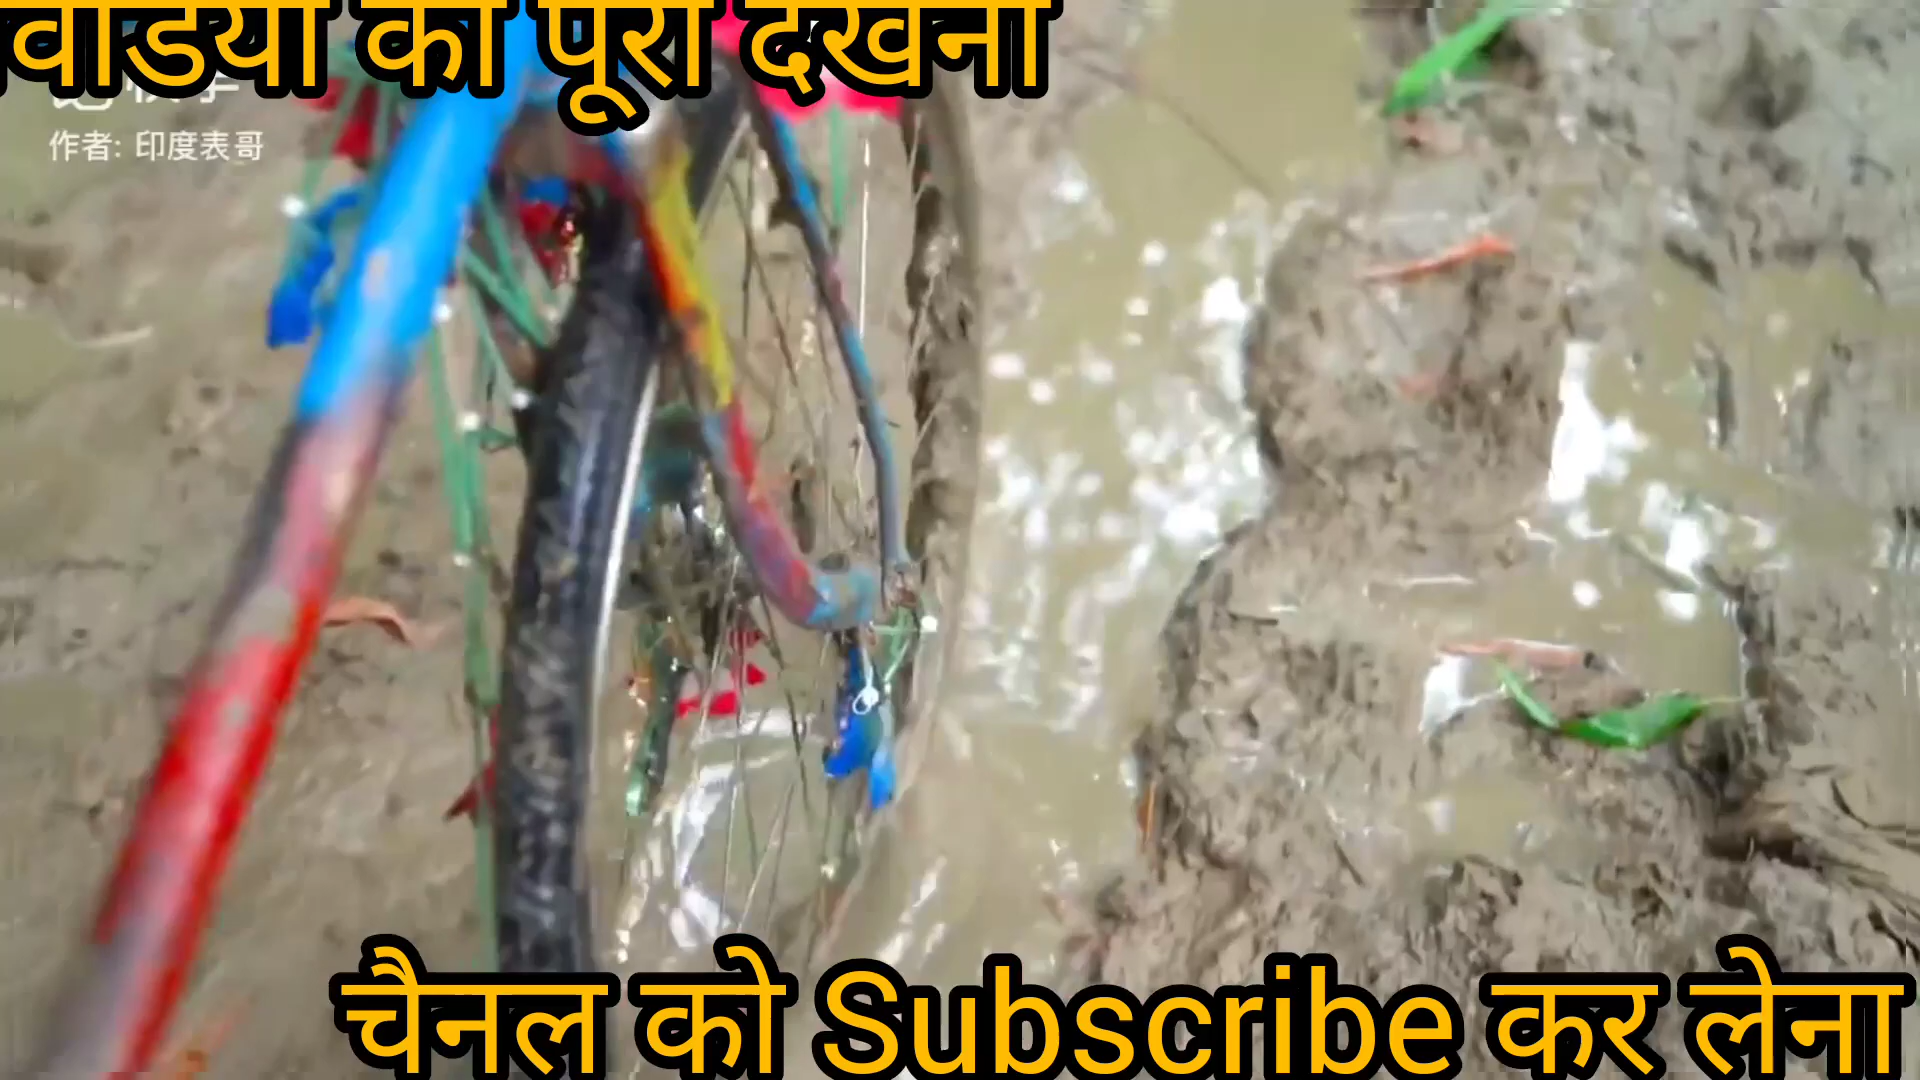 विडियो को पूरा देखना
作者: 印度表哥
चैनल को Subscribe कर लेना